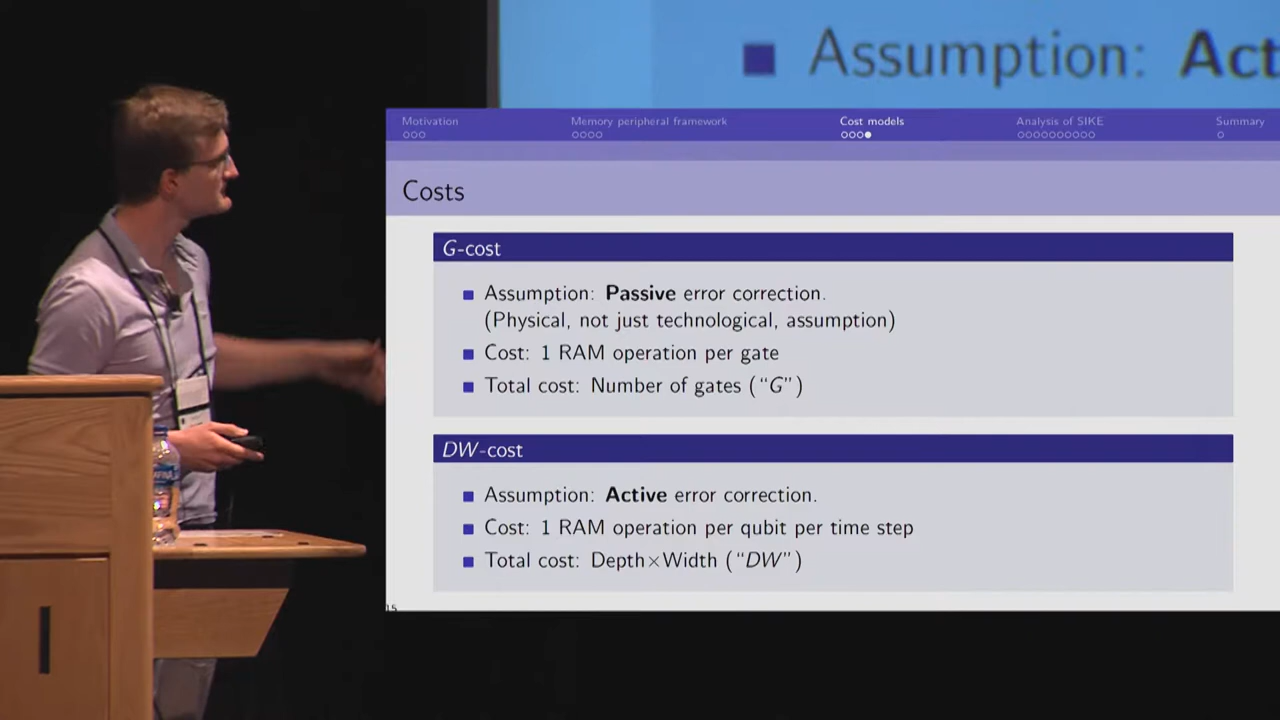 Assumption: Act
Motivation Memory peripheral framework Cost models Analysis of SIKE Summary
Costs
G-cost
Assumption: Passive error correction.
(Physical, not just technological, assumption)
Cost: 1 RAM operation per gate
Total cost: Number of gates (“G”)
DW-cost
Assumption: Active error correction.
Cost: 1 RAM operation per qubit per time step
Total cost: Depth×Width (“DW”)
15